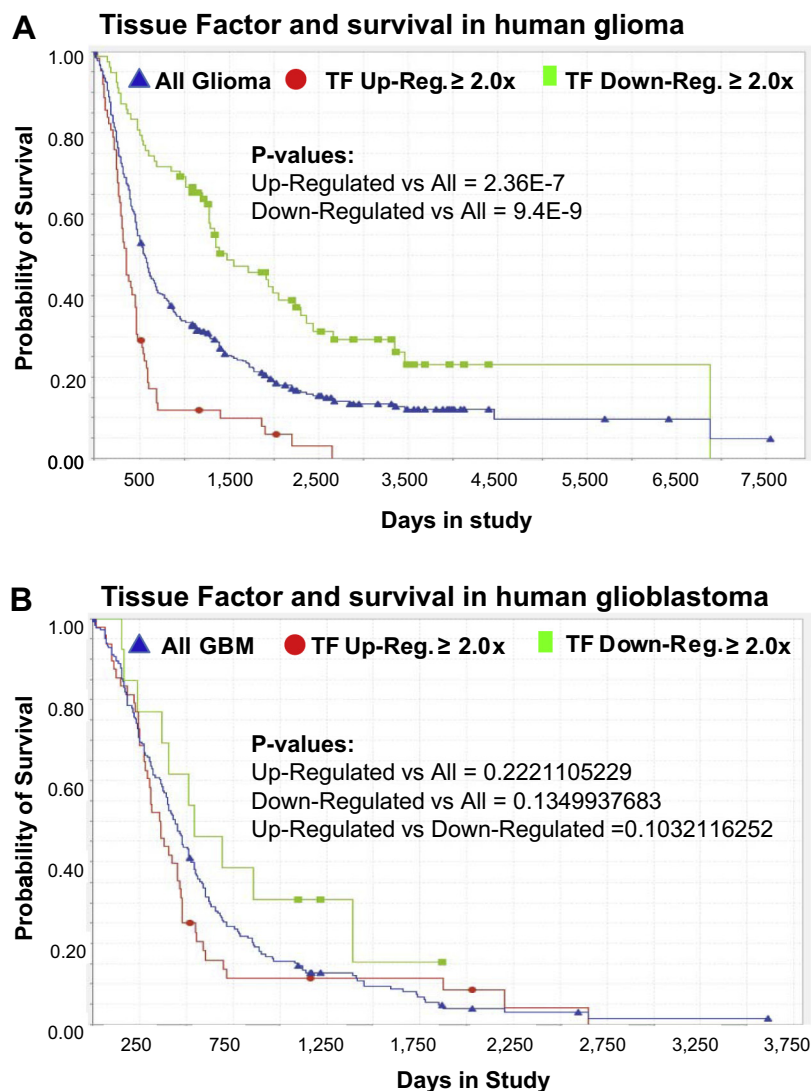 A Tissue Factor and survival in human glioma
All Glioma TF Up-Reg. ≥ 2.0x TF Down-Reg. ≥ 2.0x
P-values:
Up-Regulated vs All = 2.36E-7
Down-Regulated vs All = 9.4E-9
Probability of Survival
1.00
0.80
0.60
0.40
0.20
0.00
500 1,500 2,500 3,500 4,500 5,500 6,500 7,500
Days in study
B Tissue Factor and survival in human glioblastoma
All GBM TF Up-Reg. ≥ 2.0x TF Down-Reg. ≥ 2.0x
P-values:
Up-Regulated vs All = 0.2221105229
Down-Regulated vs All = 0.1349937683
Up-Regulated vs Down-Regulated =0.1032116252
Probability of Survival
1.00
0.80
0.60
0.40
0.20
0.00
250 750 1,250 1,750 2,250 2,750 3,250 3,750
Days in Study